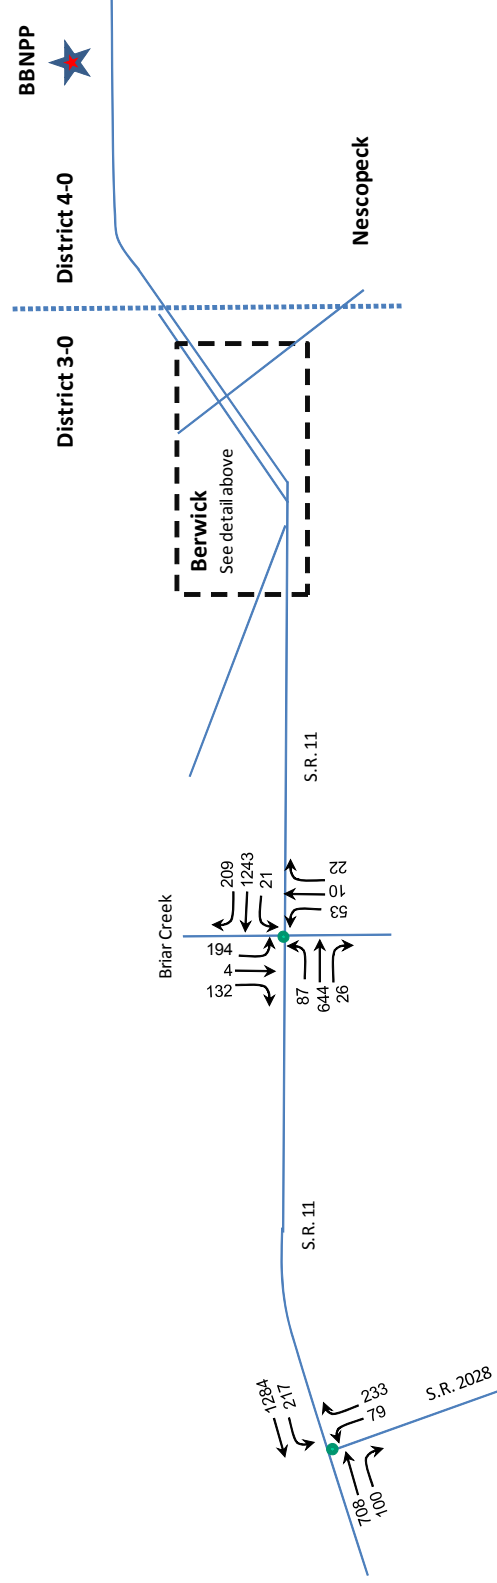 BBNPP
District 4-0
Nescopeck
District 3-0
Berwick
See detail above
S.R. 11
209
1243
21
22
10
53
Briar Creek
194
4
132
87
644
26
S.R. 11
1284
217
233
79
S.R. 2028
708
100